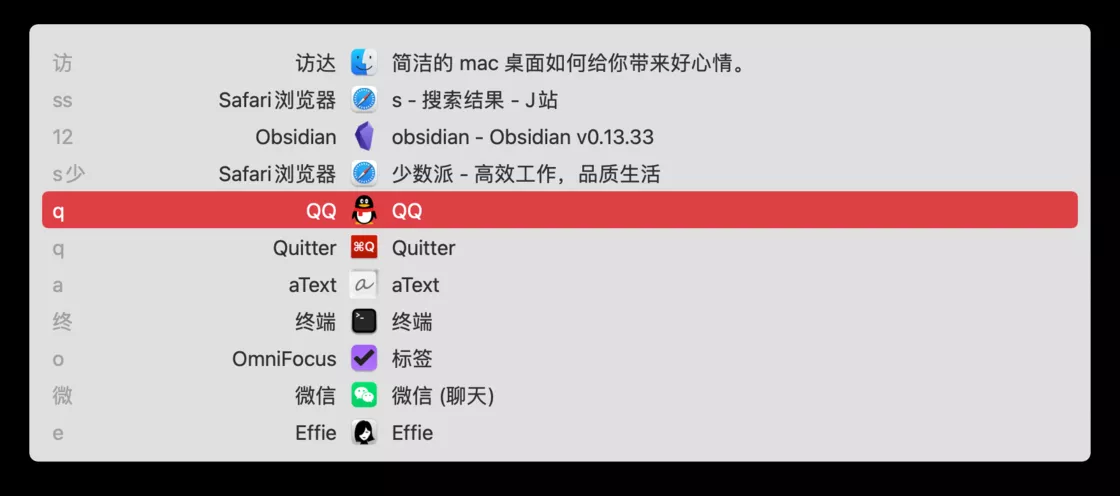 访 访达 简洁的 mac 桌面如何给你带来好心情。
ss Safari浏览器 s - 搜索结果 - J站
12 Obsidian obsidian - Obsidian v0.13.33
s少 Safari浏览器 少数派 - 高效工作，品质生活
q QQ QQ
q Quitter ⌘Q Quitter
a aText a aText
终 终端 终端
o OmniFocus 标签
微 微信 微信 (聊天)
e Effie Effie